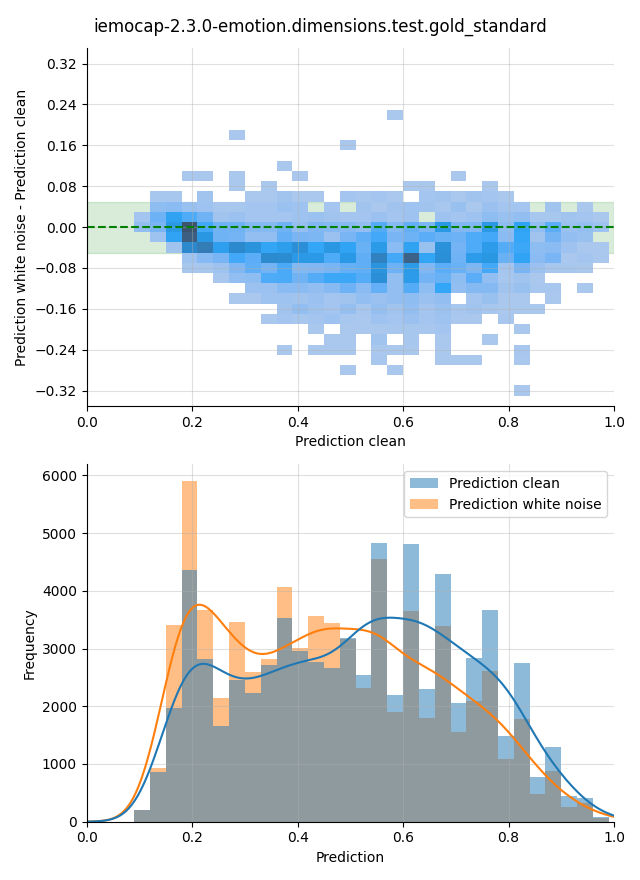 iemocap-2.3.0-emotion.dimensions.test.gold_standard
Prediction white noise - Prediction clean
0.32
0.24
0.16
0.08
0.00
−0.08
−0.16
−0.24
−0.32
0.0 0.2 0.4 0.6 0.8 1.0
Prediction clean
Frequency
6000
5000
4000
3000
2000
1000
0
Prediction clean
Prediction white noise
0.0 0.2 0.4 0.6 0.8 1.0
Prediction